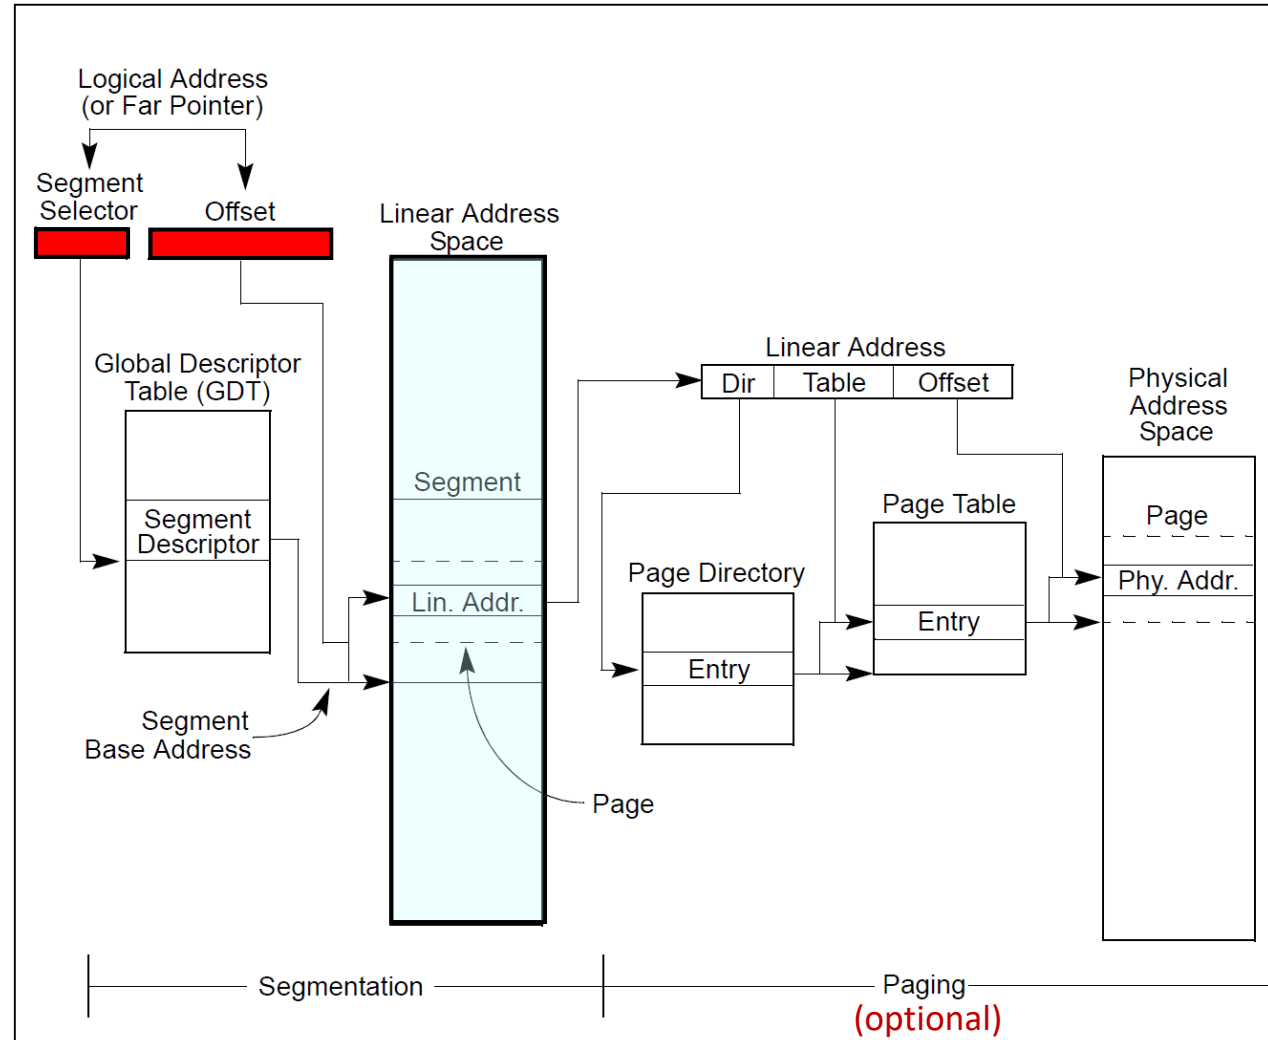 Logical Address
(or Far Pointer)
Segment
Selector
Offset
Linear Address
Space
Global Descriptor
Table (GDT)
Segment
Descriptor
Segment
Base Address
Segment
Lin. Addr.
Page
Linear Address
Dir
Table
Offset
Page Directory
Entry
Page Table
Entry
Physical
Address
Space
Page
Phy. Addr.
Segmentation
Paging
(optional)